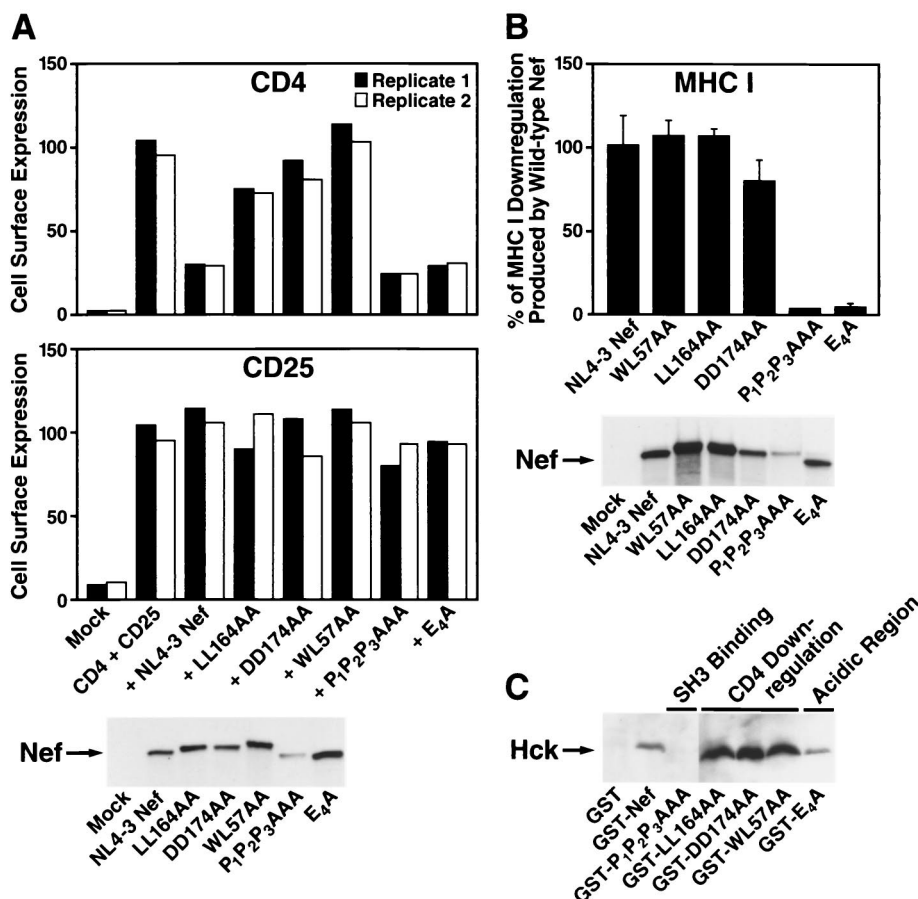 A
150
100
50
0
Cell Surface Expression
CD4
Replicate 1
Replicate 2
150
100
50
0
Cell Surface Expression
CD25
Mock
CD4 + CD25
+ NL4-3 Nef
+ LL164AA
+ DD174AA
+ WL57AA
+ P₁P₂P₃AAA
+ E₄A
Nef
Mock
NL4-3 Nef
LL164AA
DD174AA
WL57AA
P₁P₂P₃AAA
E₄A
B
% of MHC I Downregulation
Produced by Wild-type Nef
150
100
50
0
MHC I
NL4-3 Nef
WL57AA
LL164AA
DD174AA
P₁P₂P₃AAA
E₄A
Nef
Mock
NL4-3 Nef
WL57AA
LL164AA
DD174AA
P₁P₂P₃AAA
E₄A
C
SH3 Binding
CD4 Down-
regulation
Acidic Region
Hck
GST
GST-Nef
GST-P₁P₂P₃AAA
GST-LL164AA
GST-DD174AA
GST-WL57AA
GST-E₄A